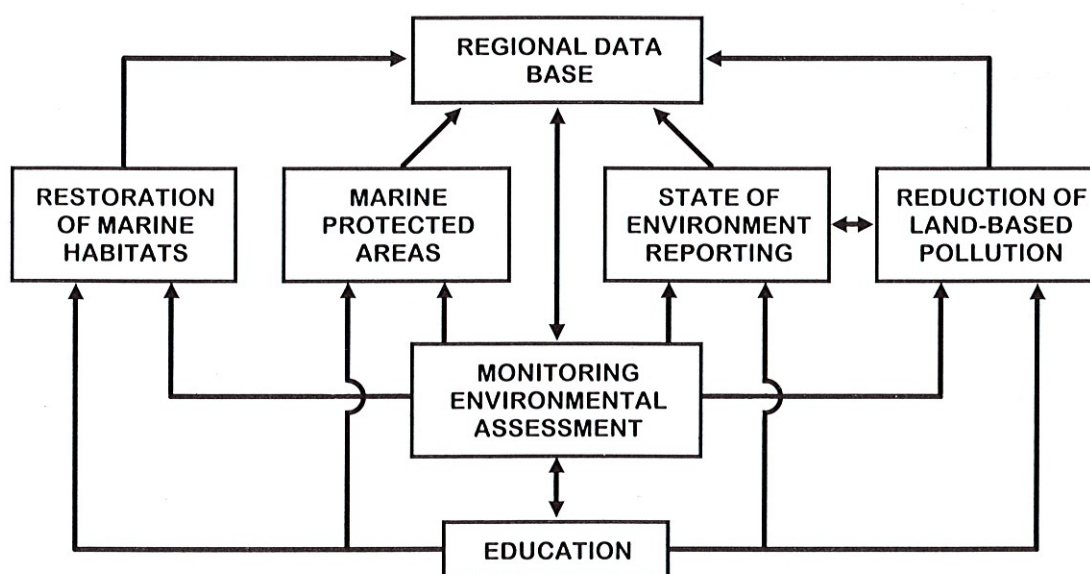 REGIONAL DATA
BASE
RESTORATION
OF MARINE
HABITATS
MARINE
PROTECTED
AREAS
STATE OF
ENVIRONMENT
REPORTING
REDUCTION OF
LAND-BASED
POLLUTION
MONITORING
ENVIRONMENTAL
ASSESSMENT
EDUCATION